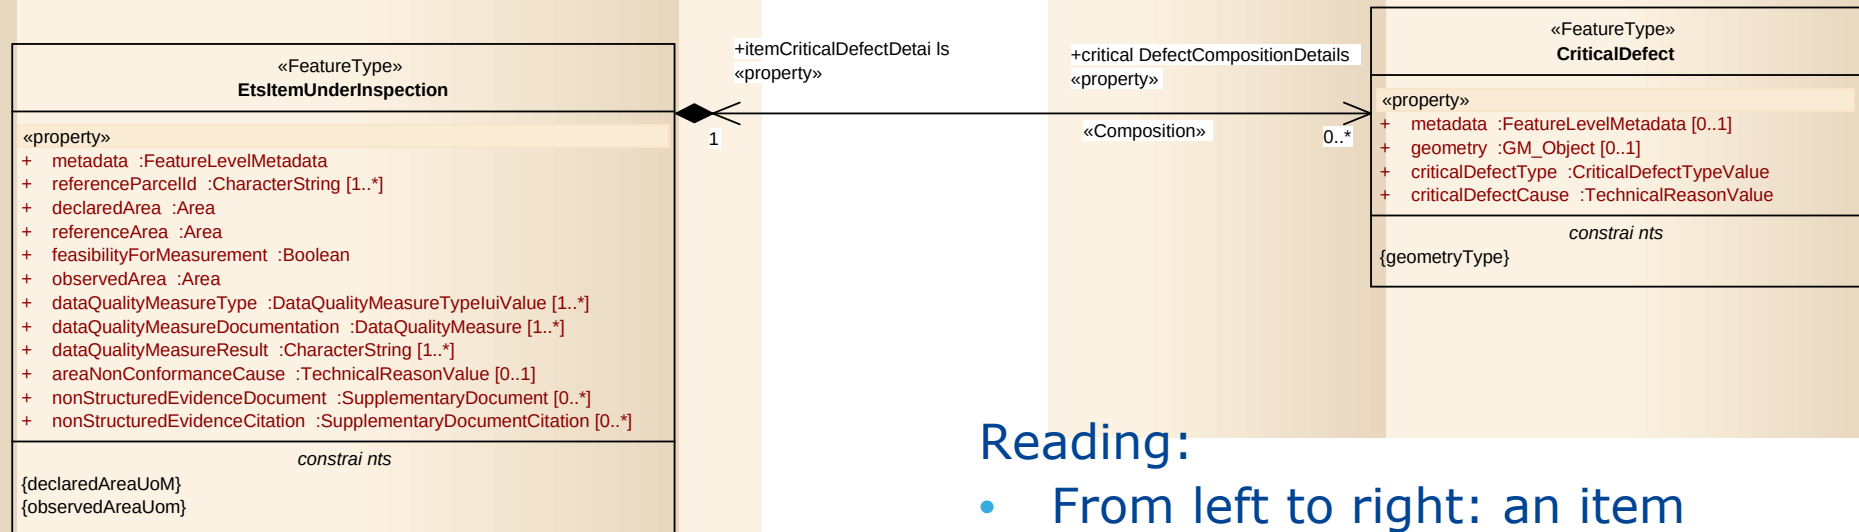 «FeatureType»
EtsItemUnderInspection
«property»
+ metadata :FeatureLevelMetadata
+ referenceParcelId :CharacterString [1..*]
+ declaredArea :Area
+ referenceArea :Area
+ feasibilityForMeasurement :Boolean
+ observedArea :Area
+ dataQualityMeasureType :DataQualityMeasureTypeIuiValue [1..*]
+ dataQualityMeasureDocumentation :DataQualityMeasure [1..*]
+ dataQualityMeasureResult :CharacterString [1..*]
+ areaNonConformanceCause :TechnicalReasonValue [0..1]
+ nonStructuredEvidenceDocument :SupplementaryDocument [0..*]
+ nonStructuredEvidenceCitation :SupplementaryDocumentCitation [0..*]
constrai nts
{declaredAreaUoM}
{observedAreaUom}
+itemCriticalDefectDetai ls
«property»
1
+critical DefectCompositionDetails
«property»
«Composition»
0..*
«FeatureType»
CriticalDefect
«property»
+ metadata :FeatureLevelMetadata [0..1]
+ geometry :GM_Object [0..1]
+ criticalDefectType :CriticalDefectTypeValue
+ criticalDefectCause :TechnicalReasonValue
constrai nts
{geometryType}
Reading:
• From left to right: an item